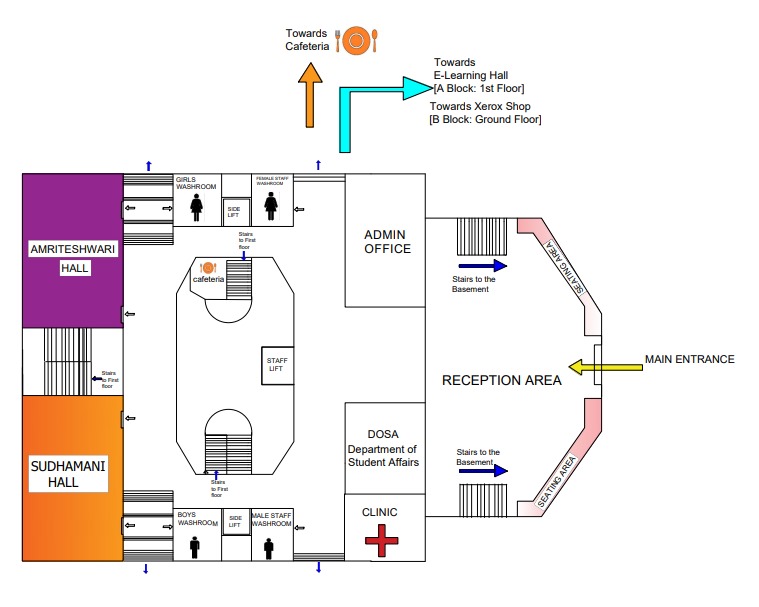 Towards
Cafeteria
Towards
E-Learning Hall
[A Block: 1st Floor]
Towards Xerox Shop
[B Block: Ground Floor]
GIRLS
WASHROOM
SIDE
LIFT
FEMALE STAFF
WASHROOM
AMRITESHWARI
HALL
Stairs
to First
floor
cafeteria
ADMIN
OFFICE
Stairs to the
Basement
SEATING AREA
STAFF
LIFT
MAIN ENTRANCE
RECEPTION AREA
Stairs
to First
floor
SUDHAMANI
HALL
DOSA
Department of
Student Affairs
Stairs to the
Basement
SEATING AREA
Stairs
to First
floor
BOYS
WASHROOM
SIDE
LIFT
MALE STAFF
WASHROOM
CLINIC